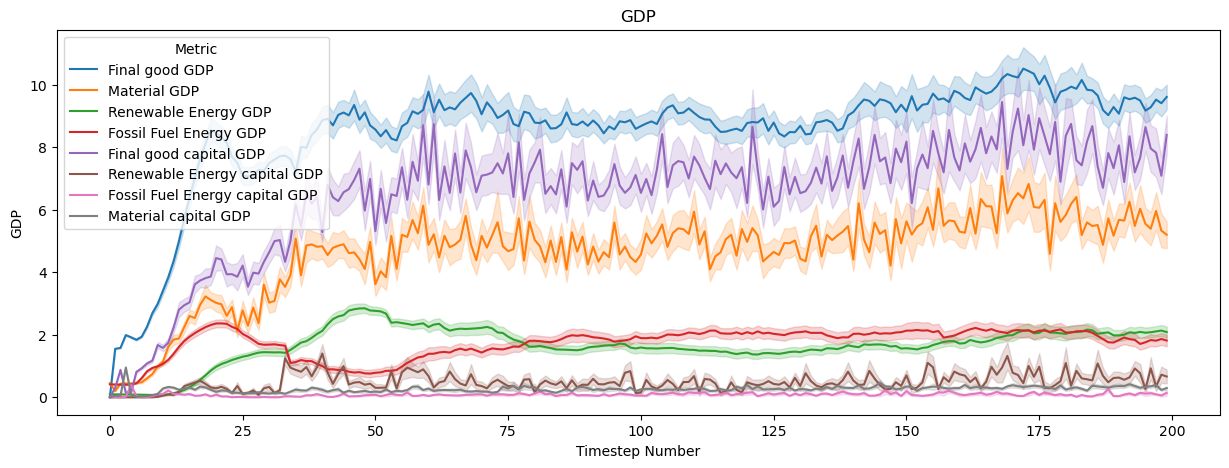 GDP
Metric
Final good GDP
Material GDP
Renewable Energy GDP
Fossil Fuel Energy GDP
Final good capital GDP
Renewable Energy capital GDP
Fossil Fuel Energy capital GDP
Material capital GDP
GDP
10
8
6
4
2
0
0 25 50 75 100 125 150 175 200
Timestep Number